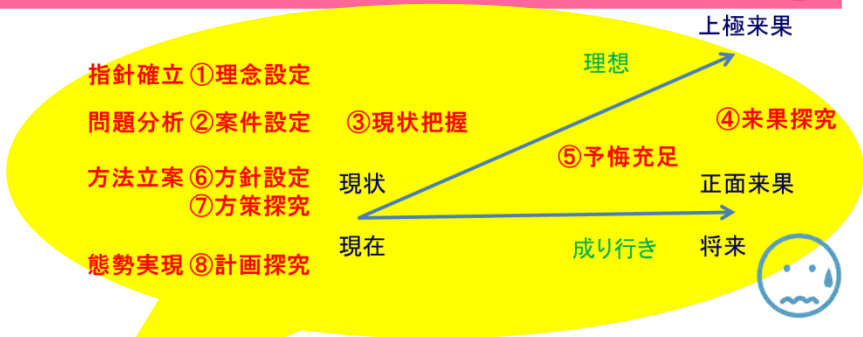 上極来果
理想
指針確立 ①理念設定
問題分析 ②案件設定
③現状把握
④来果探究
⑤予悔充足
方法立案 ⑥方針設定
⑦方策探究
現状
正面来果
現在
成り行き
将来
態勢実現 ⑧計画探究